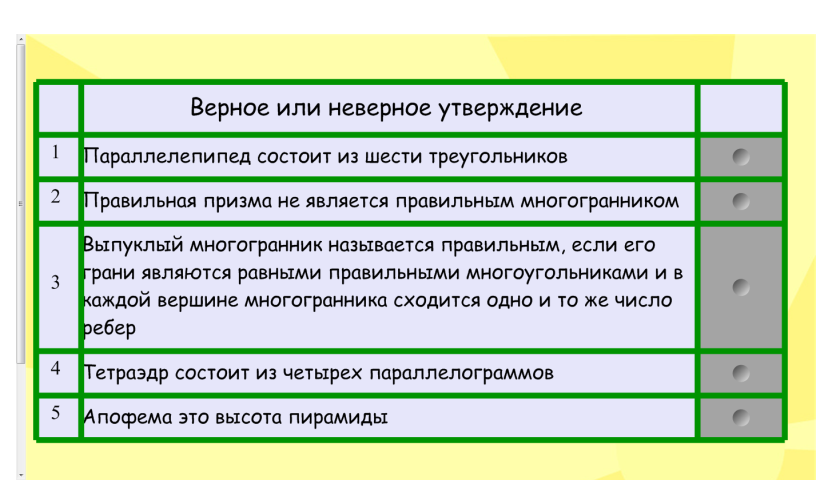 Верное или неверное утверждение
1 Параллелепипед состоит из шести треугольников
2 Правильная призма не является правильным многогранником
Выпуклый многогранник называется правильным, если его
грани являются равными правильными многоугольниками и в
3 каждой вершине многогранника сходится одно и то же число
ребер
4 Тетраэдр состоит из четырех параллелограммов
5 Апофема это высота пирамиды